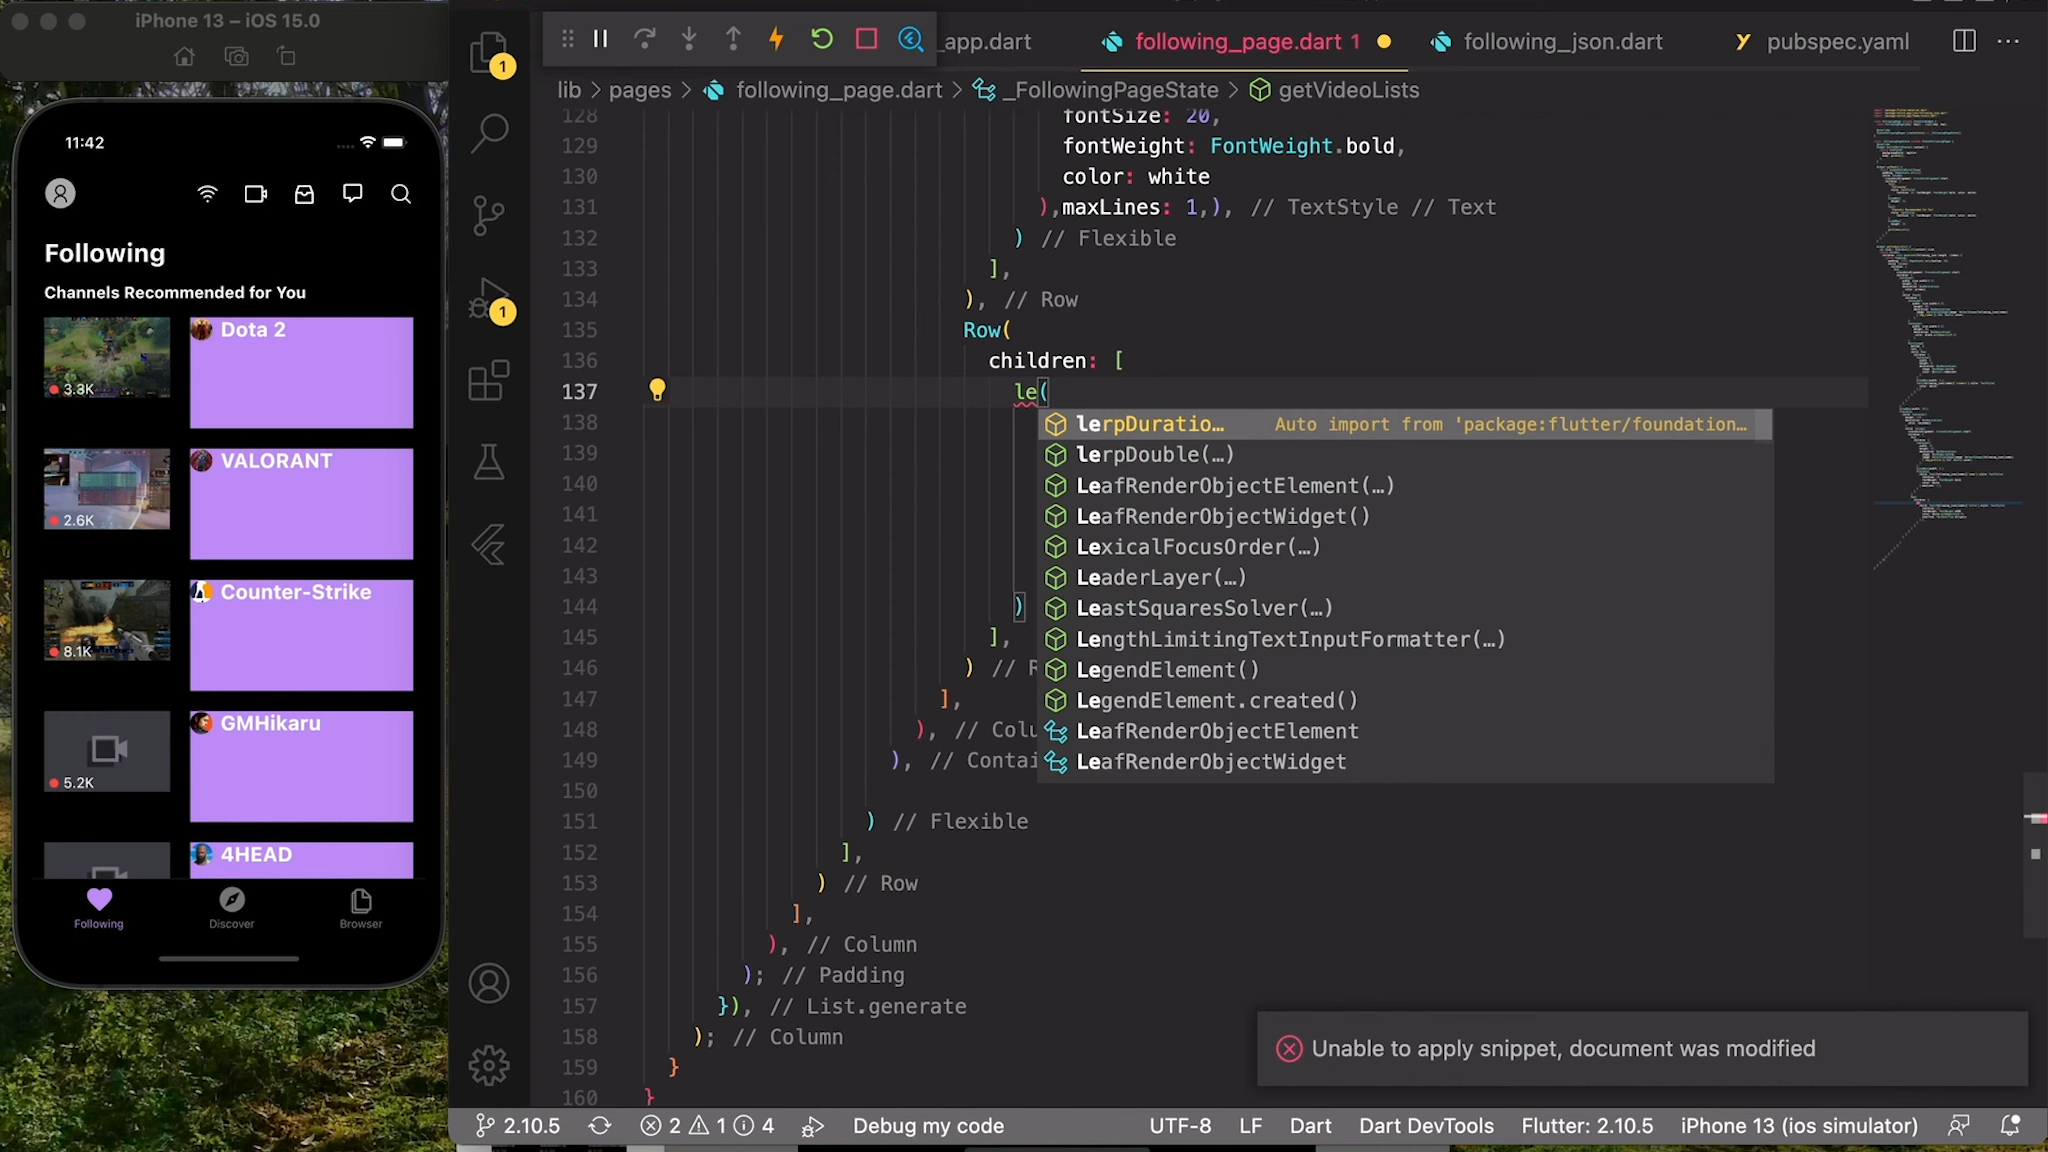 iPhone 13 – iOS 15.0
11:42
Following
Channels Recommended for You
Dota 2
3.3K
VALORANT
2.6K
Counter-Strike
8.1K
GMHikaru
5.2K
4HEAD
Following
Discover
Browser
1
1
_app.dart
following_page.dart 1
following_json.dart
pubspec.yaml
lib > pages > following_page.dart > _FollowingPageState > getVideoLists
128 fontSize: 20,
129 fontWeight: FontWeight.bold,
130 color: white
131 ),maxLines: 1,), // TextStyle // Text
132 ) // Flexible
133 ],
134 ), // Row
135 Row(
136 children: [
137 le(
138
139
140
141
142
143
144 )
145 ],
146 ) // R
147 ],
148 ), // Colu
149 ), // Contai
150
151 ) // Flexible
152 ],
153 ) // Row
154 ],
155 ), // Column
156 ); // Padding
157 }), // List.generate
158 ); // Column
159 }
160 }
lerpDuratio… Auto import from 'package:flutter/foundation…
lerpDouble(…)
LeafRenderObjectElement(…)
LeafRenderObjectWidget()
LexicalFocusOrder(…)
LeaderLayer(…)
LeastSquaresSolver(…)
LengthLimitingTextInputFormatter(…)
LegendElement()
LegendElement.created()
LeafRenderObjectElement
LeafRenderObjectWidget
Unable to apply snippet, document was modified
2.10.5 2 1 4 Debug my code UTF-8 LF Dart Dart DevTools Flutter: 2.10.5 iPhone 13 (ios simulator)